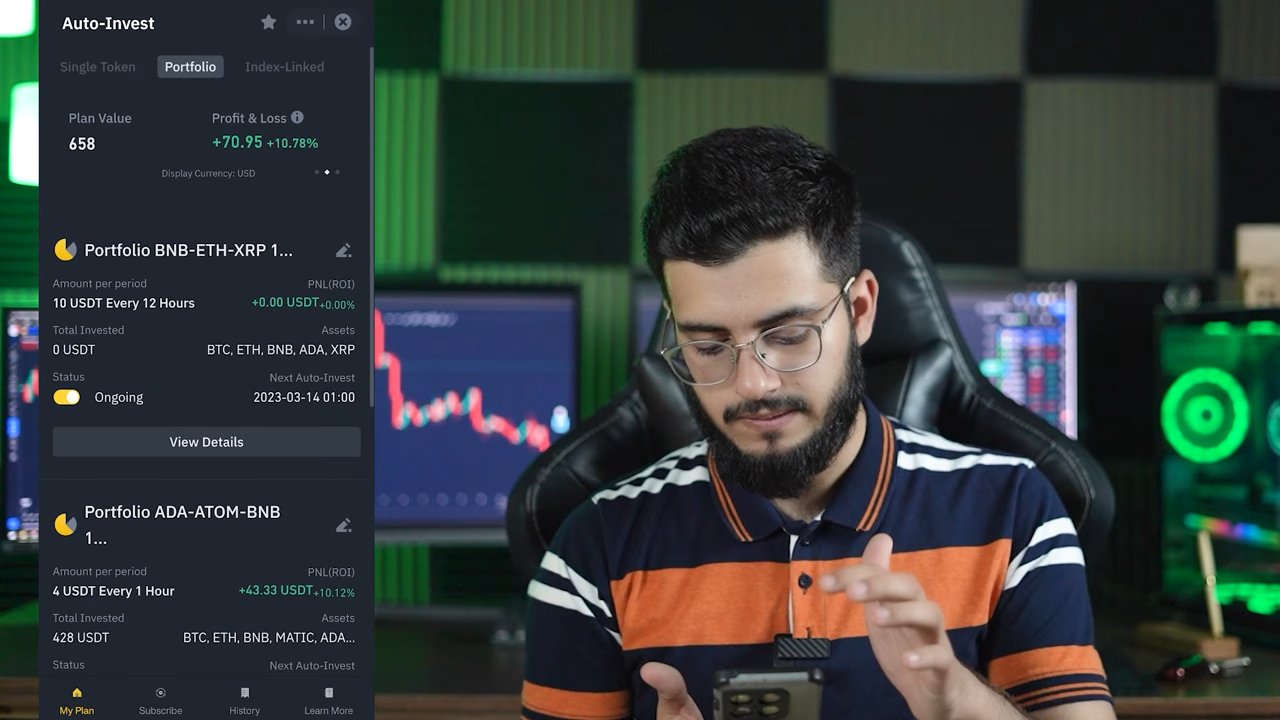 Auto-Invest
Single Token Portfolio Index-Linked
Plan Value Profit & Loss
658 +70.95 +10.78%
Display Currency: USD
Portfolio BNB-ETH-XRP 1...
Amount per period PNL(ROI)
10 USDT Every 12 Hours +0.00 USDT +0.00%
Total Invested Assets
0 USDT BTC, ETH, BNB, ADA, XRP
Status Next Auto-Invest
Ongoing 2023-03-14 01:00
View Details
Portfolio ADA-ATOM-BNB
1...
Amount per period PNL(ROI)
4 USDT Every 1 Hour +43.33 USDT +10.12%
Total Invested Assets
428 USDT BTC, ETH, BNB, MATIC, ADA...
Status Next Auto-Invest
My Plan Subscribe History Learn More